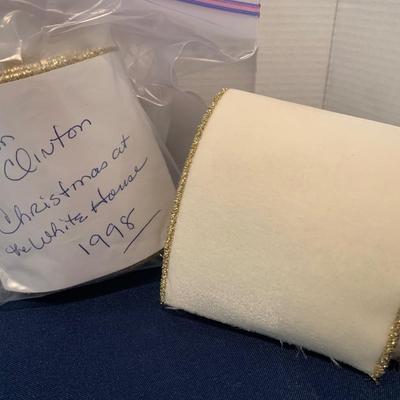 Clinton
Christmas at
the White House
1998